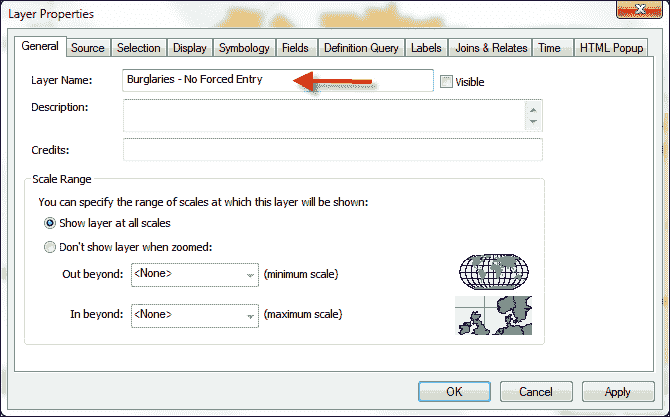 Layer Properties
General Source Selection Display Symbology Fields Definition Query Labels Joins & Relates Time HTML Popup
Layer Name: Burglaries - No Forced Entry Visible
Description:
Credits:
Scale Range
You can specify the range of scales at which this layer will be shown:
Show layer at all scales
Don't show layer when zoomed:
Out beyond: <None> (minimum scale)
In beyond: <None> (maximum scale)
OK Cancel Apply